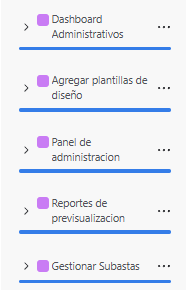 Dashboard
Administrativos
Agregar plantillas de
diseño
Panel de
administracion
Reportes de
previsualizacion
Gestionar Subastas